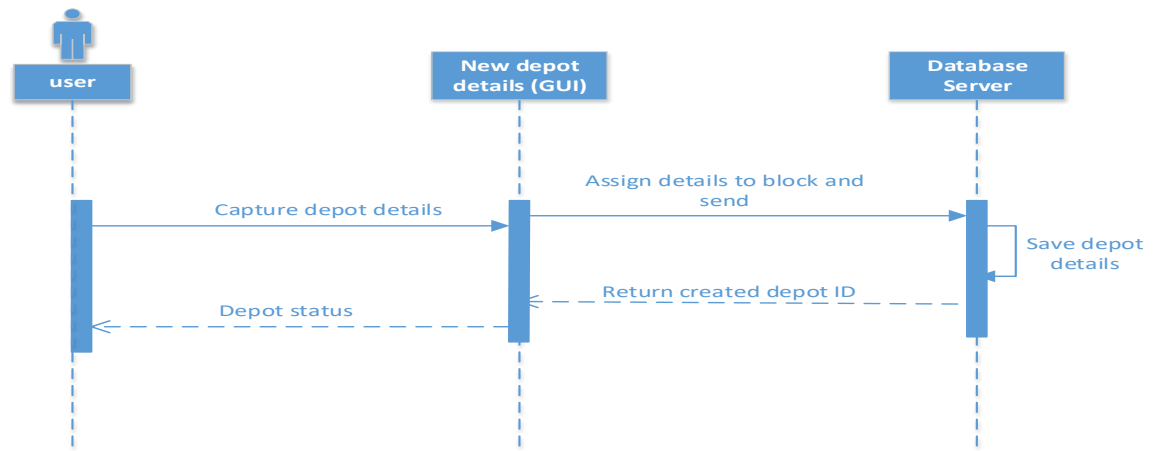 user
New depot
details (GUI)
Database
Server
Assign details to block and
send
Capture depot details
Save depot
details
Return created depot ID
Depot status